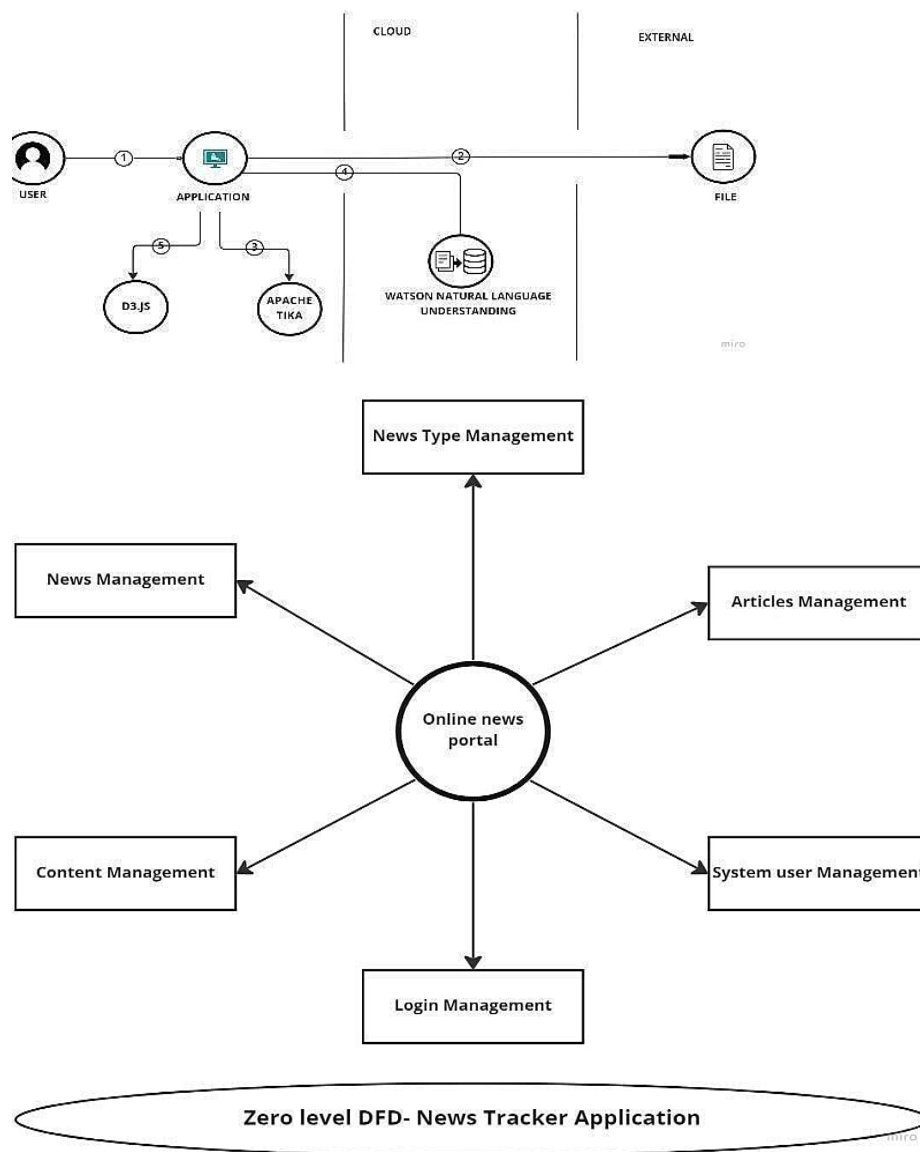 CLOUD
EXTERNAL
1
2
4
USER
APPLICATION
FILE
5
3
D3.JS
APACHE
TIKA
WATSON NATURAL LANGUAGE
UNDERSTANDING
miro
News Type Management
News Management
Articles Management
Online news
portal
Content Management
System user Management
Login Management
Zero level DFD- News Tracker Application
miro